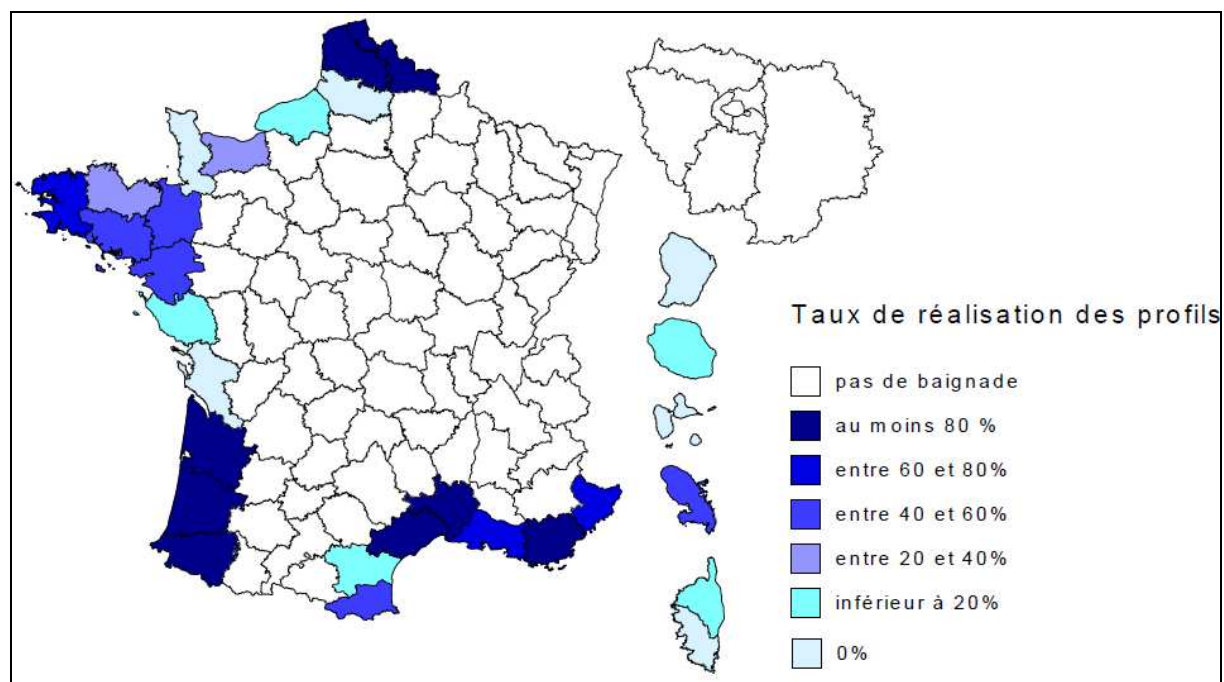 Taux de réalisation des profils
pas de baignade
au moins 80 %
entre 60 et 80%
entre 40 et 60%
entre 20 et 40%
inférieur à 20%
0%